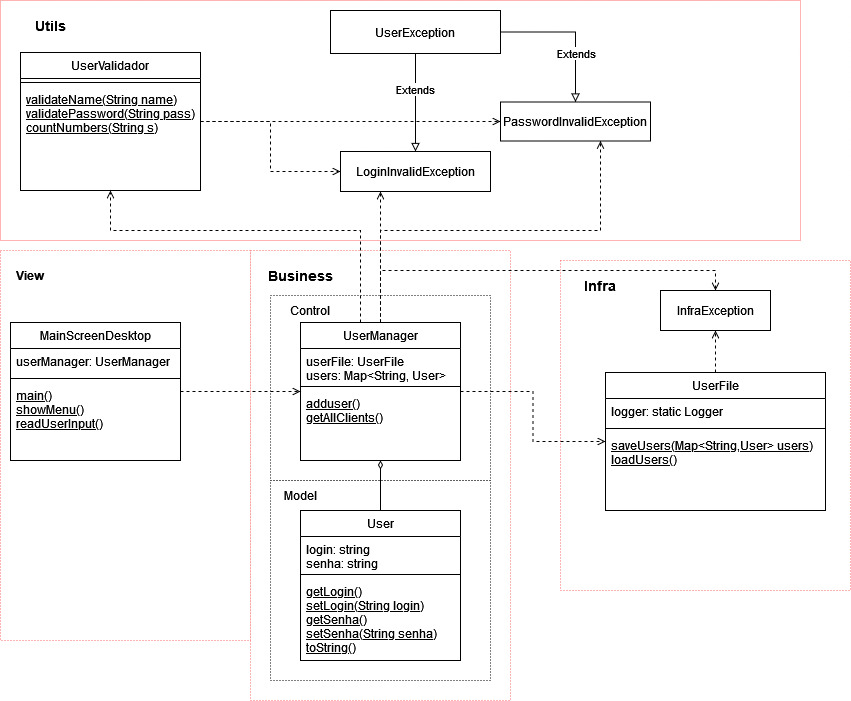 Utils
UserException
Extends
UserValidador
validateName(String name)
validatePassword(String pass)
countNumbers(String s)
Extends
PasswordInvalidException
LoginInvalidException
View
Business
Infra
Control
InfraException
MainScreenDesktop
userManager: UserManager
main()
showMenu()
readUserInput()
UserManager
userFile: UserFile
users: Map<String, User>
adduser()
getAllClients()
UserFile
logger: static Logger
saveUsers(Map<String,User> users)
loadUsers()
Model
User
login: string
senha: string
getLogin()
setLogin(String login)
getSenha()
setSenha(String senha)
toString()